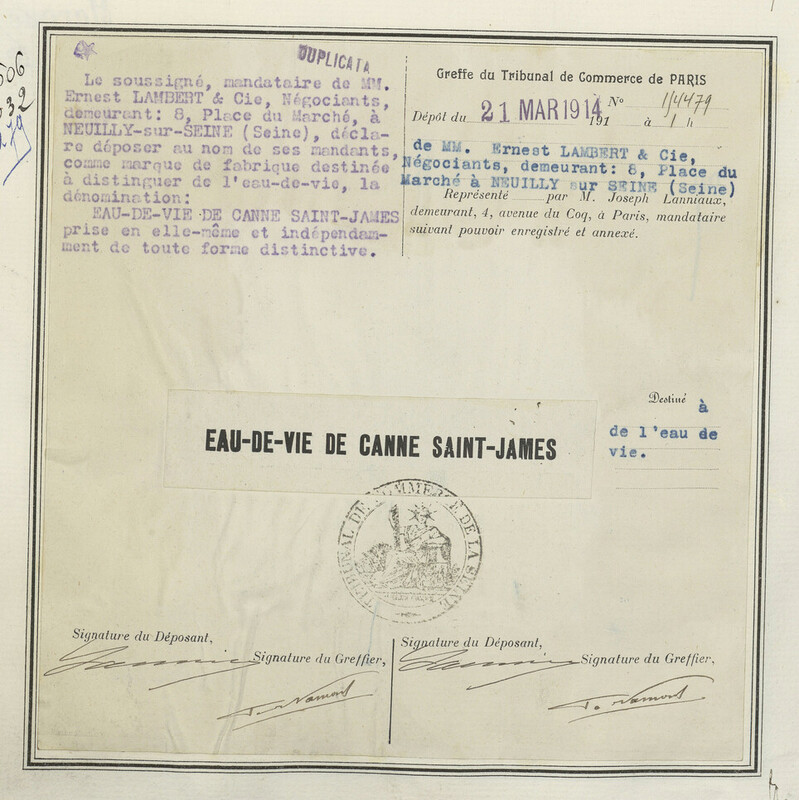 DUPLICATA
Le soussigné, mandataire de MM.
Ernest LAMBERT & Cie, Négociants,
demeurant: 8, Place du Marché, à
NEUILLY-sur-SEINE (Seine), décla-
re déposer au nom de ses mandants,
comme marque de fabrique destinée
à distinguer de l'eau-de-vie, la
dénomination:
EAU-DE-VIE DE CANNE SAINT-JAMES
prise en elle-même et indépendam-
ment de toute forme distinctive.
Greffe du Tribunal de Commerce de PARIS
Dépôt du 21 MAR 1914 191 N° 144479 à 1 h
de MM. Ernest LAMBERT & Cie,
Négociants, demeurant: 8, Place du
Marché à NEUILLY sur SEINE (Seine)
Représenté par M. Joseph Lanniaux,
demeurant, 4, avenue du Coq, à Paris, mandataire
suivant pouvoir enregistré et annexé.
EAU-DE-VIE DE CANNE SAINT-JAMES
Destiné à
de l'eau de
vie.
TRIBUNAL DE COMMERCE DE LA SEINE
Signature du Déposant,
Signature du Greffier,
Signature du Déposant,
Signature du Greffier,